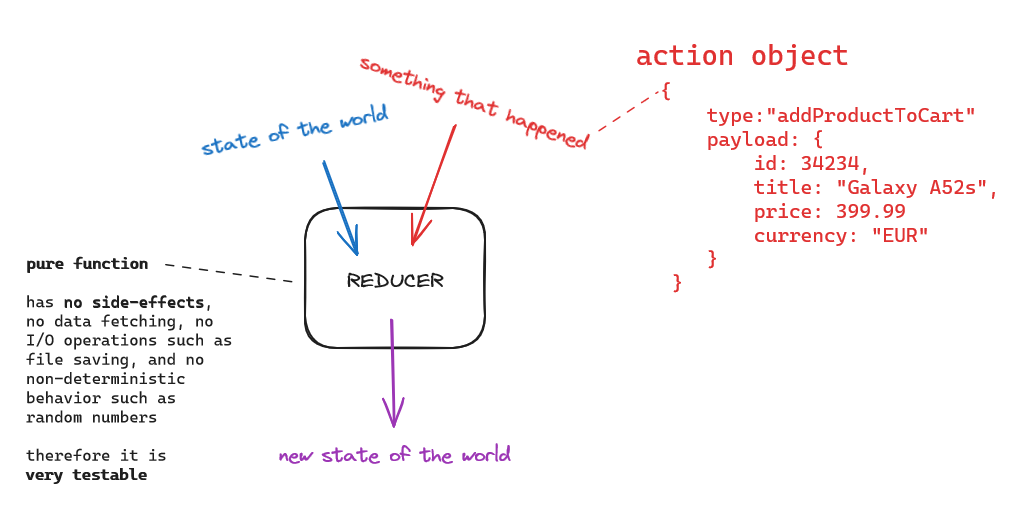 something that happened
state of the world
action object
{
type:"addProductToCart"
payload: {
id: 34234,
title: "Galaxy A52s",
price: 399.99
currency: "EUR"
}
}
REDUCER
pure function
has no side-effects,
no data fetching, no
I/O operations such as
file saving, and no
non-deterministic
behavior such as
random numbers
therefore it is
very testable
new state of the world